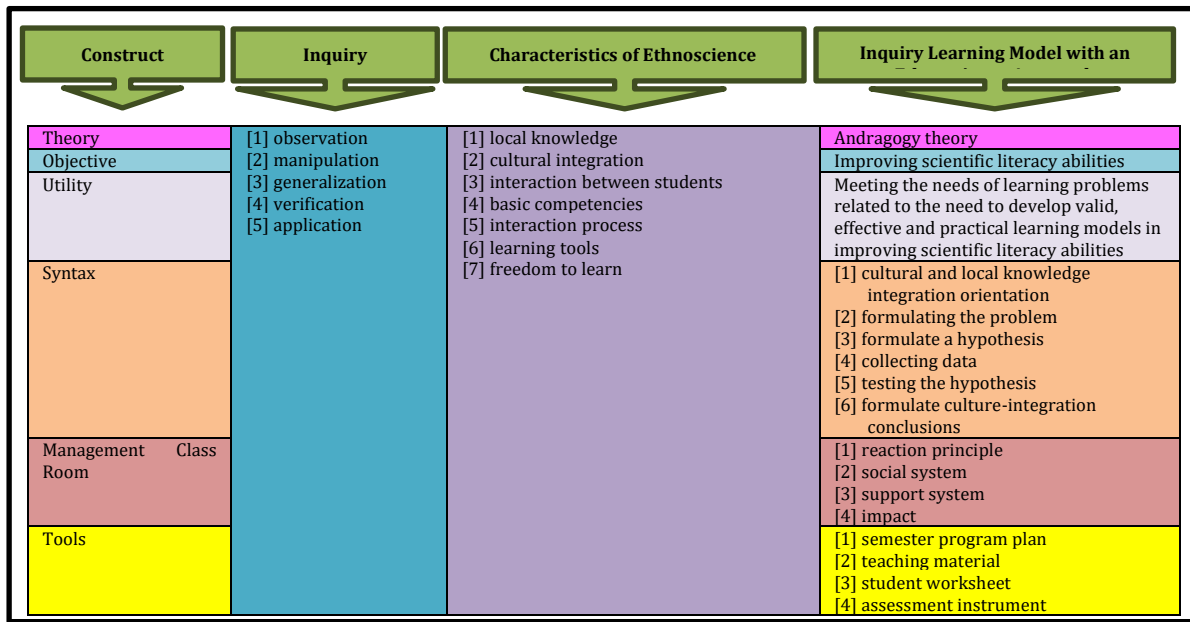 Construct
Inquiry
Characteristics of Ethnoscience
Inquiry Learning Model with an
Theory
Objective
Utility
Syntax
Management Class
Room
Tools
[1] observation
[2] manipulation
[3] generalization
[4] verification
[5] application
[1] local knowledge
[2] cultural integration
[3] interaction between students
[4] basic competencies
[5] interaction process
[6] learning tools
[7] freedom to learn
Andragogy theory
Improving scientific literacy abilities
Meeting the needs of learning problems
related to the need to develop valid,
effective and practical learning models in
improving scientific literacy abilities
[1] cultural and local knowledge
integration orientation
[2] formulating the problem
[3] formulate a hypothesis
[4] collecting data
[5] testing the hypothesis
[6] formulate culture-integration
conclusions
[1] reaction principle
[2] social system
[3] support system
[4] impact
[1] semester program plan
[2] teaching material
[3] student worksheet
[4] assessment instrument